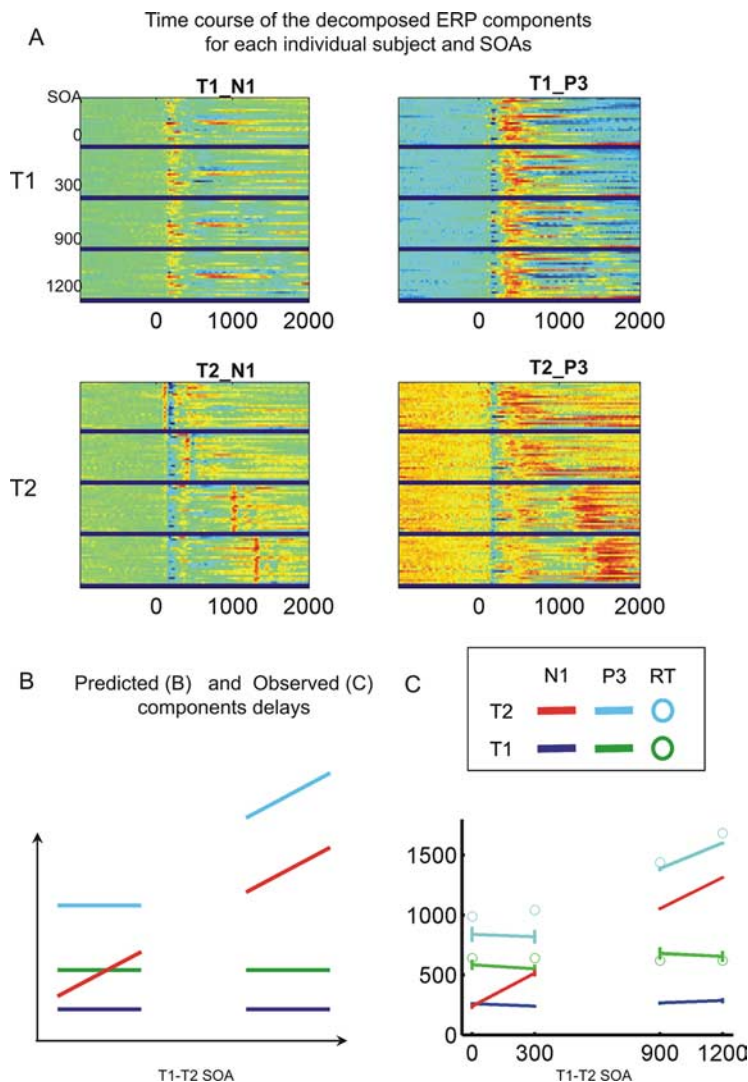 Time course of the decomposed ERP components
A
for each individual subject and SOAs
T1_N1
T1_P3
SOA
0
T1
300
900
1200
0 1000 2000
0 1000 2000
T2_N1
T2_P3
T2
0 1000 2000
0 1000 2000
B
Predicted (B) and Observed (C)
components delays
C
N1 P3 RT
T2
T1
1500
1000
500
0
0 300 900 1200
T1-T2 SOA
T1-T2 SOA